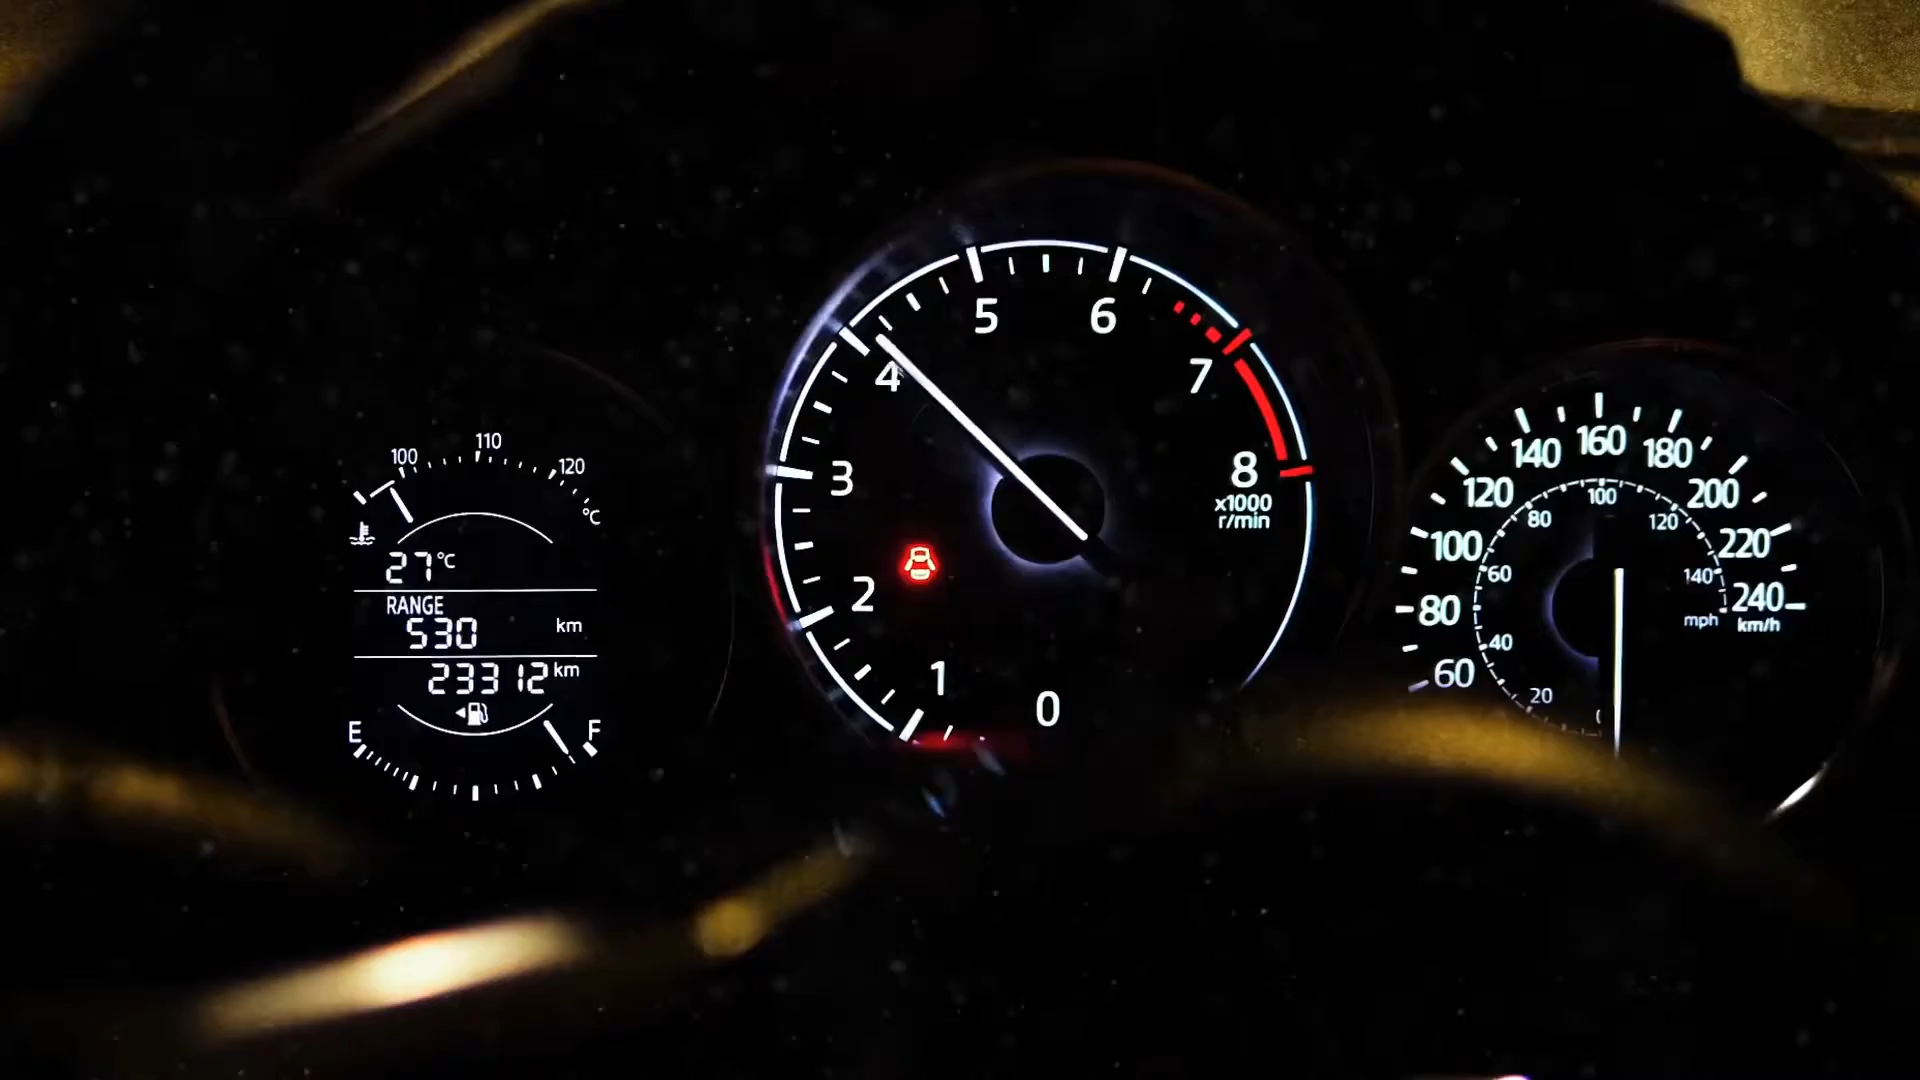 100 110 120
°C
27°C
RANGE
530 km
23312 km
E F
0 1 2 3 4 5 6 7 8
x1000
r/min
60 80 100 120 140 160 180 200 220 240
km/h
20 40 60 80 100 120 140
mph